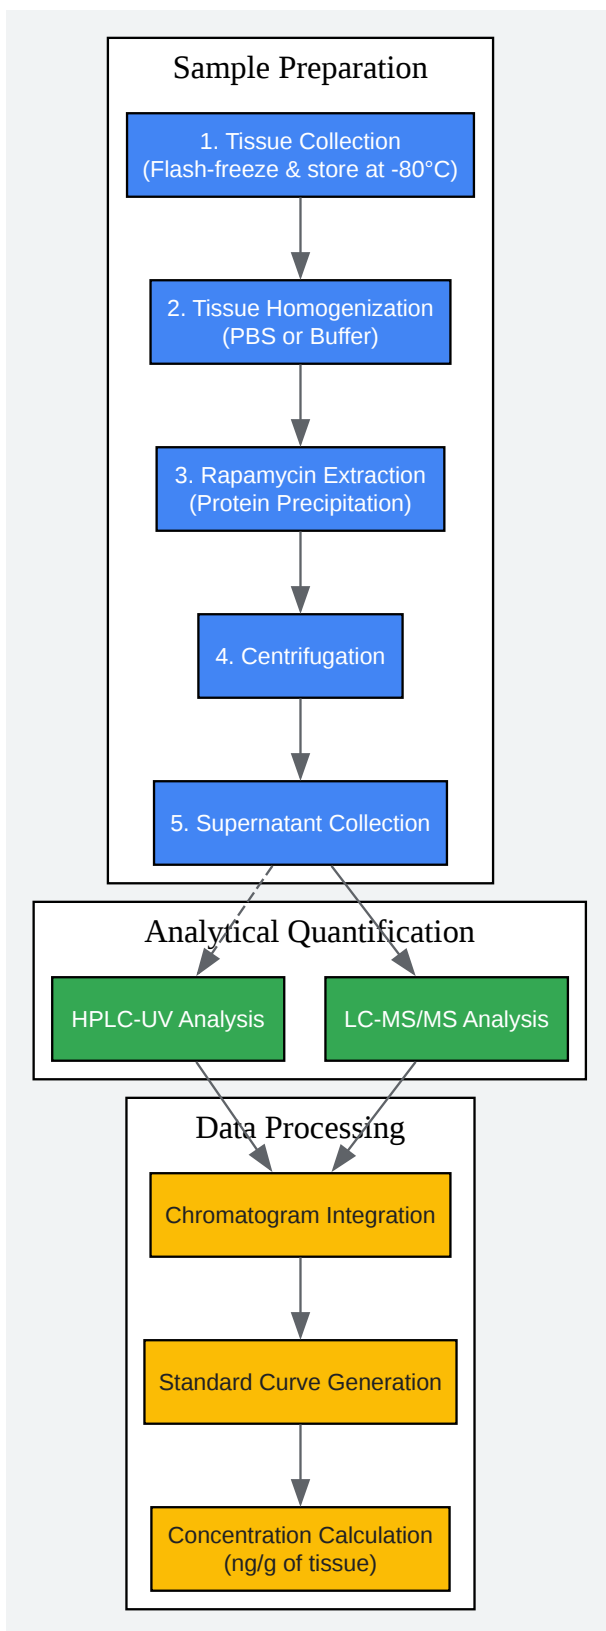 Sample Preparation
1. Tissue Collection
(Flash-freeze & store at -80°C)
2. Tissue Homogenization
(PBS or Buffer)
3. Rapamycin Extraction
(Protein Precipitation)
4. Centrifugation
5. Supernatant Collection
Analytical Quantification
HPLC-UV Analysis
LC-MS/MS Analysis
Data Processing
Chromatogram Integration
Standard Curve Generation
Concentration Calculation
(ng/g of tissue)